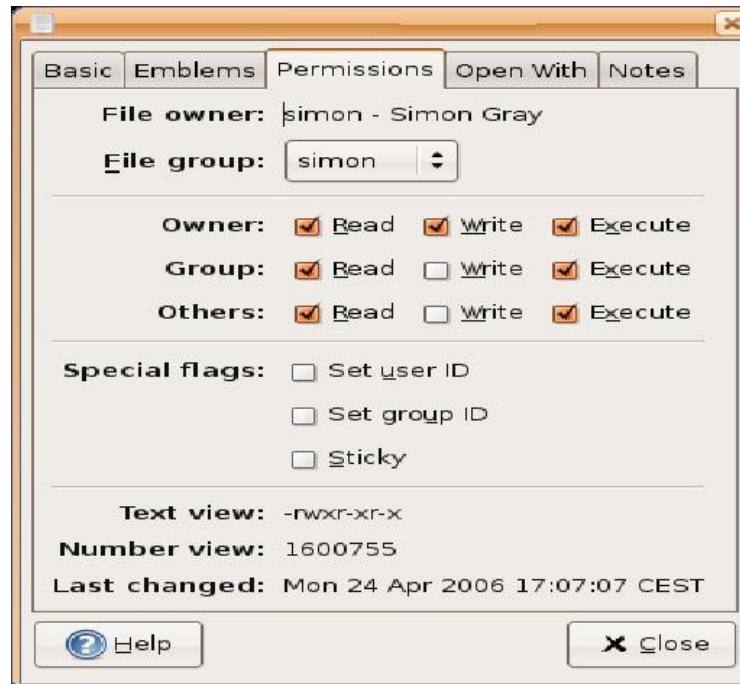 Basic Emblems Permissions Open With Notes
File owner: simon - Simon Gray
File group: simon
Owner: Read Write Execute
Group: Read Write Execute
Others: Read Write Execute
Special flags: Set user ID
Set group ID
Sticky
Text view: -rwxr-xr-x
Number view: 1600755
Last changed: Mon 24 Apr 2006 17:07:07 CEST
Help Close